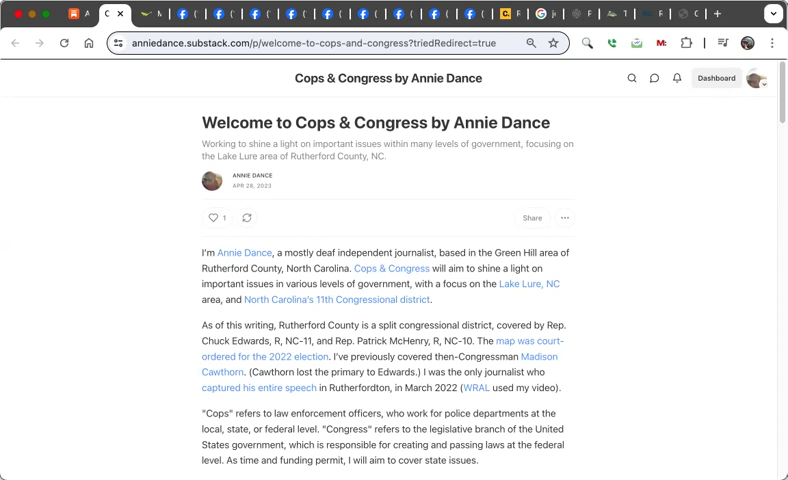 anniedance.substack.com/p/welcome-to-cops-and-congress?triedRedirect=true
Cops & Congress by Annie Dance
Dashboard
Welcome to Cops & Congress by Annie Dance
Working to shine a light on important issues within many levels of government, focusing on
the Lake Lure area of Rutherford County, NC.
ANNIE DANCE
APR 28, 2023
1
Share
I'm Annie Dance, a mostly deaf independent journalist, based in the Green Hill area of
Rutherford County, North Carolina. Cops & Congress will aim to shine a light on
important issues in various levels of government, with a focus on the Lake Lure, NC
area, and North Carolina's 11th Congressional district.
As of this writing, Rutherford County is a split congressional district, covered by Rep.
Chuck Edwards, R, NC-11, and Rep. Patrick McHenry, R, NC-10. The map was court-
ordered for the 2022 election. I've previously covered then-Congressman Madison
Cawthorn. (Cawthorn lost the primary to Edwards.) I was the only journalist who
captured his entire speech in Rutherfordton, in March 2022 (WRAL used my video).
"Cops" refers to law enforcement officers, who work for police departments at the
local, state, or federal level. "Congress" refers to the legislative branch of the United
States government, which is responsible for creating and passing laws at the federal
level. As time and funding permit, I will aim to cover state issues.